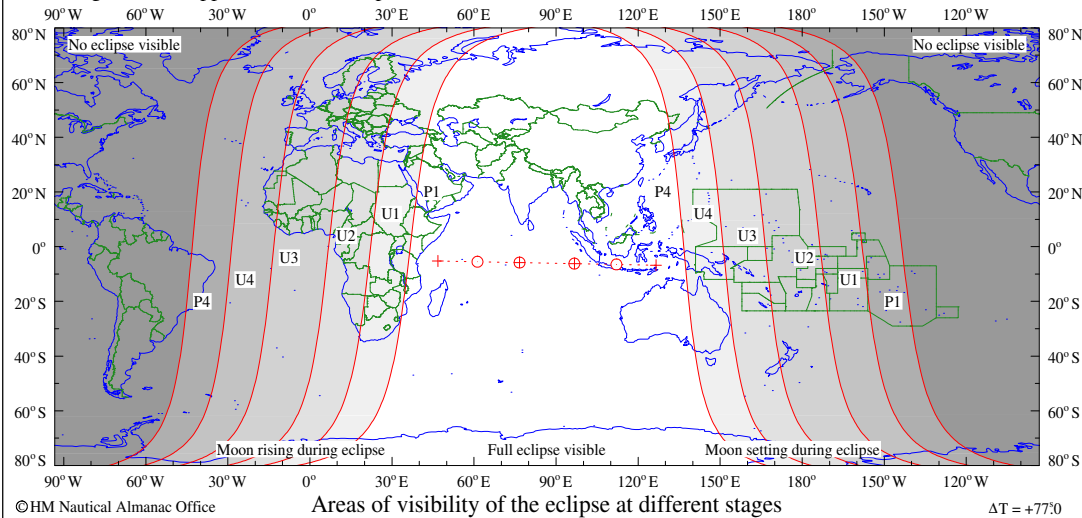 90°W 60°W 30°W 0° 30°E 60°E 90°E 120°E 150°E 180° 150°W 120°W
80°N 80°N
No eclipse visible No eclipse visible
60°N 60°N
40°N 40°N
20°N P1 P4 20°N
U1 U4
U2 U3
0° U3 U2 0°
U4 U1
P4 P1
20°S 20°S
40°S 40°S
60°S 60°S
Moon rising during eclipse Full eclipse visible Moon setting during eclipse
80°S 80°S
90°W 60°W 30°W 0° 30°E 60°E 90°E 120°E 150°E 180° 150°W 120°W
©HM Nautical Almanac Office Areas of visibility of the eclipse at different stages ΔT = +77ˢ.0